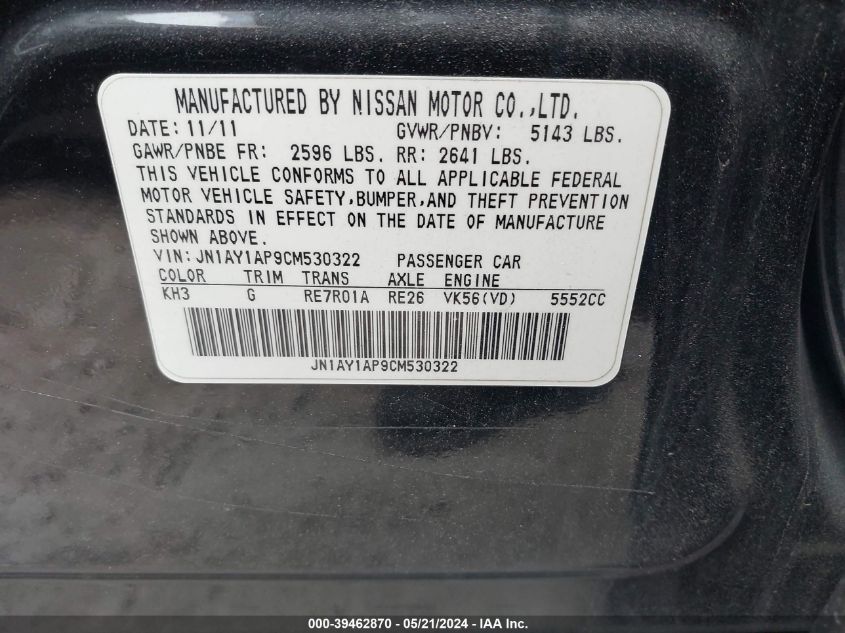 MANUFACTURED BY NISSAN MOTOR CO.,LTD.
DATE: 11/11 GVWR/PNBV: 5143 LBS.
GAWR/PNBE FR: 2596 LBS. RR: 2641 LBS.
THIS VEHICLE CONFORMS TO ALL APPLICABLE FEDERAL
MOTOR VEHICLE SAFETY,BUMPER,AND THEFT PREVENTION
STANDARDS IN EFFECT ON THE DATE OF MANUFACTURE
SHOWN ABOVE.
VIN: JN1AY1AP9CM530322 PASSENGER CAR
COLOR TRIM TRANS AXLE ENGINE
KH3 G RE7R01A RE26 VK56(VD) 5552CC
JN1AY1AP9CM530322
000-39462870 - 05/21/2024 - IAA Inc.